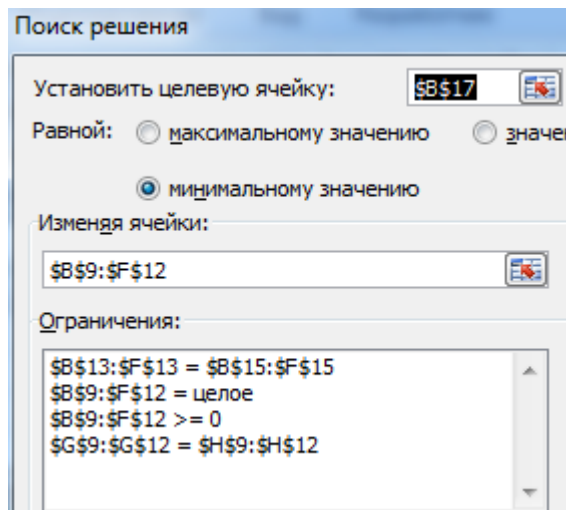 Поиск решения
Установить целевую ячейку: $B$17
Равной: максимальному значению
минимальному значению
Изменяя ячейки:
$B$9:$F$12
Ограничения:
$B$13:$F$13 = $B$15:$F$15
$B$9:$F$12 = целое
$B$9:$F$12 >= 0
$G$9:$G$12 = $H$9:$H$12